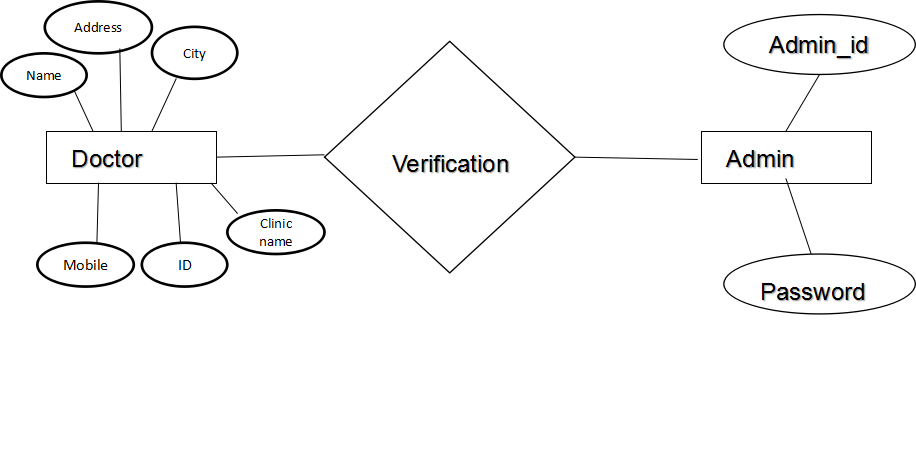 Address
City
Name
Admin_id
Doctor
Verification
Admin
Clinic
name
Mobile
ID
Password